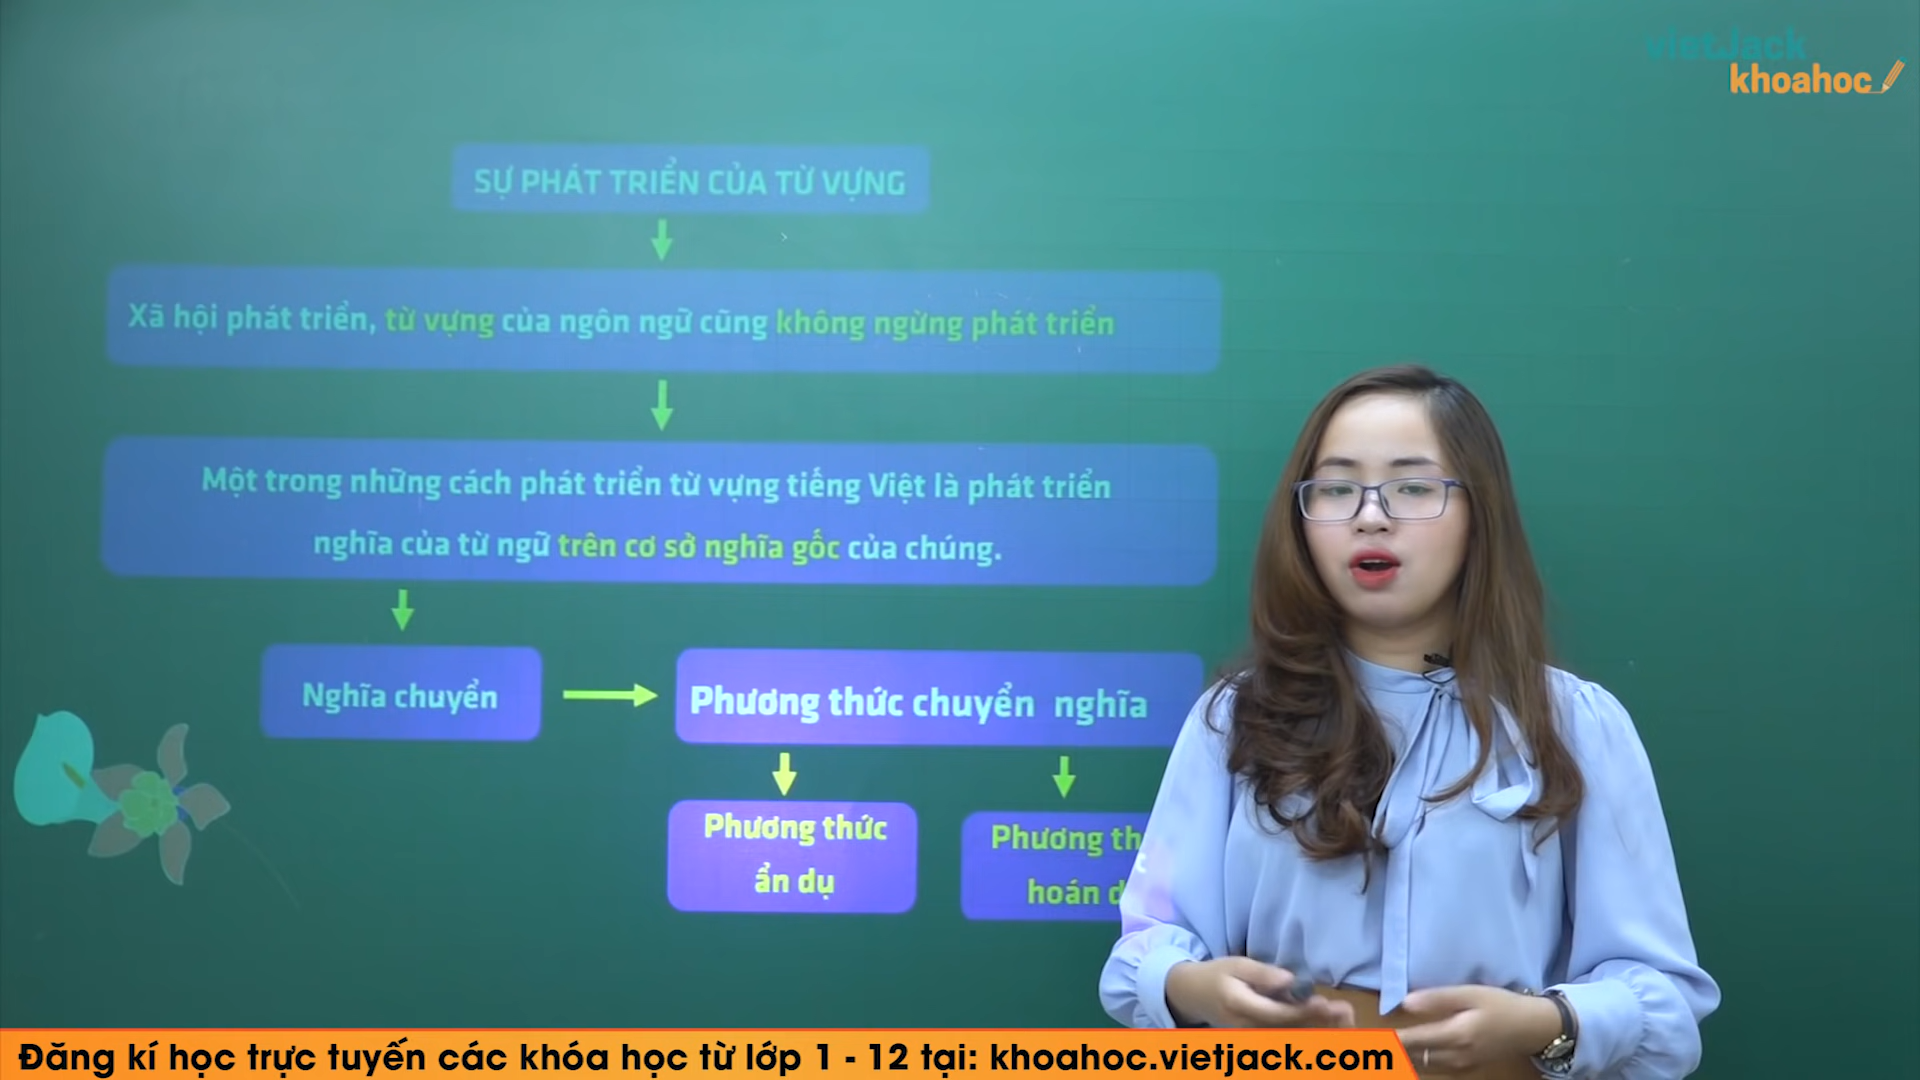 vietJack
khoahoc
SỰ PHÁT TRIỂN CỦA TỪ VỰNG
Xã hội phát triển, từ vựng của ngôn ngữ cũng không ngừng phát triển
Một trong những cách phát triển từ vựng tiếng Việt là phát triển
nghĩa của từ ngữ trên cơ sở nghĩa gốc của chúng.
Nghĩa chuyển
Phương thức chuyển nghĩa
Phương thức
ẩn dụ
Phương
hoán
Đăng kí học trực tuyến các khóa học từ lớp 1 - 12 tại: khoahoc.vietjack.com